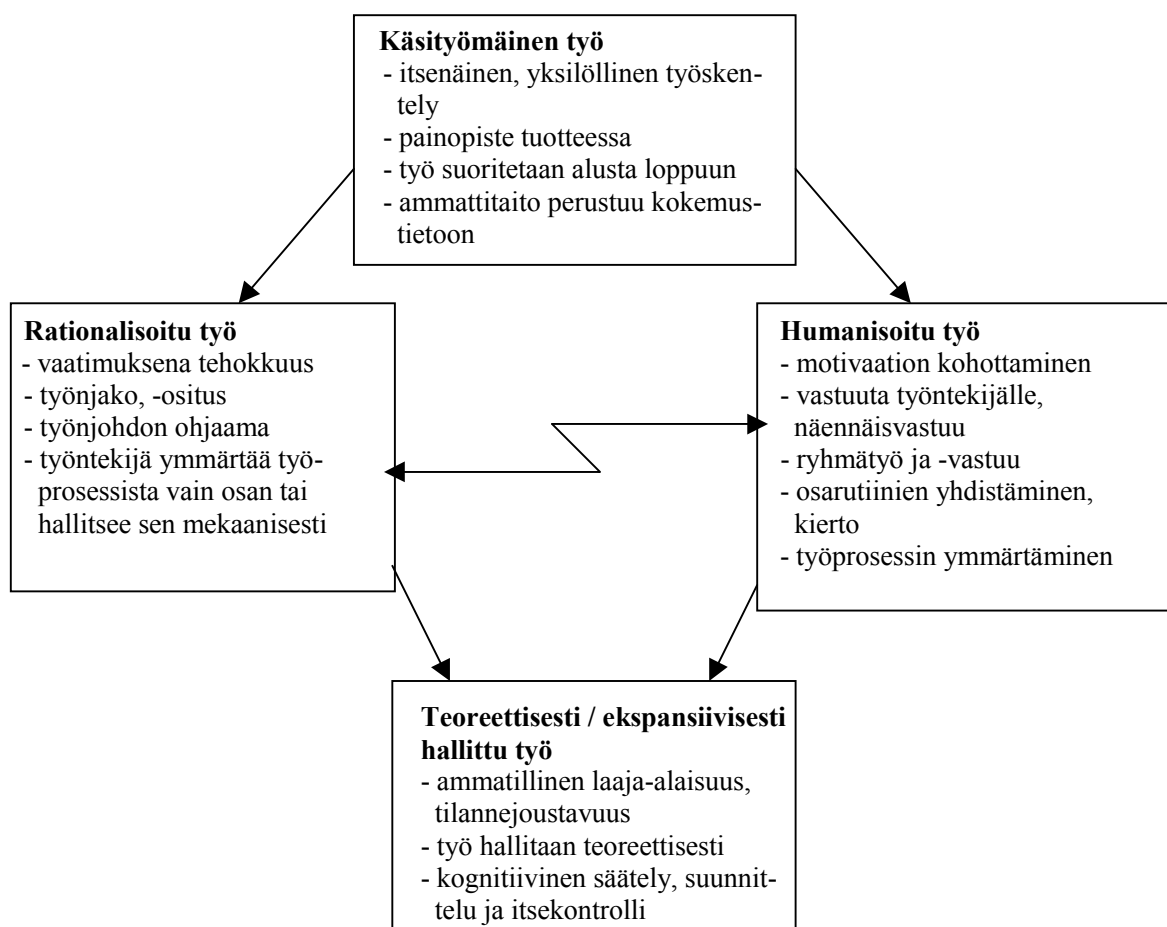 Käsityömäinen työ
- itsenäinen, yksilöllinen työsken-
tely
- painopiste tuotteessa
- työ suoritetaan alusta loppuun
- ammattitaito perustuu kokemus-
tietoon
Rationalisoitu työ
- vaatimuksena tehokkuus
- työnjako, -ositus
- työnjohdon ohjaama
- työntekijä ymmärtää työ-
prosessista vain osan tai
hallitsee sen mekaanisesti
Humanisoitu työ
- motivaation kohottaminen
- vastuuta työntekijälle,
näennäisvastuu
- ryhmätyö ja -vastuu
- osarutiinien yhdistäminen,
kierto
- työprosessin ymmärtäminen
Teoreettisesti / ekspansiivisesti
hallittu työ
- ammatillinen laaja-alaisuus,
tilannejoustavuus
- työ hallitaan teoreettisesti
- kognitiivinen säätely, suunnit-
telu ja itsekontrolli